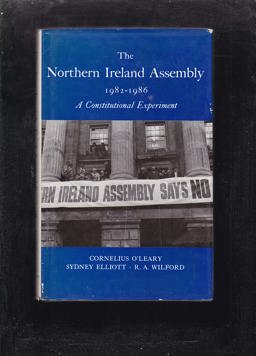 The
Northern Ireland Assembly
1982-1986
A Constitutional Experiment
RN IRELAND ASSEMBLY SAYS NO
CORNELIUS O'LEARY
SYDNEY ELLIOTT · R. A. WILFORD